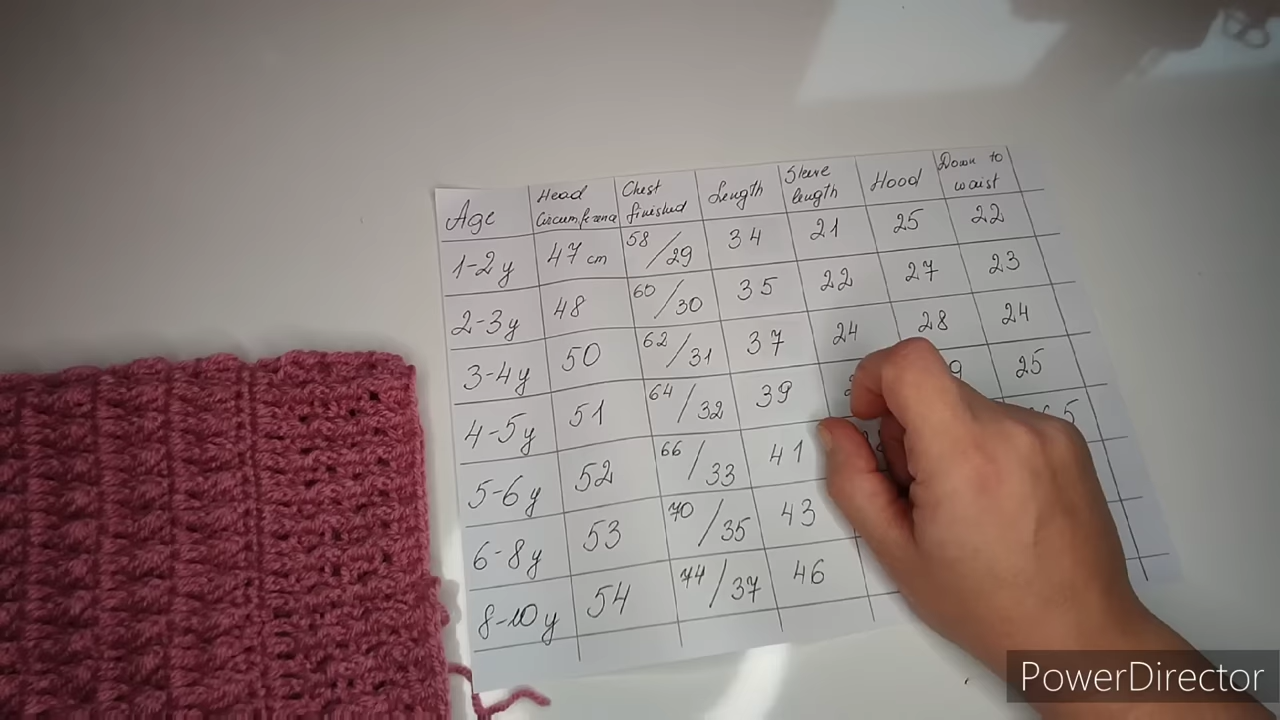 Age Head Circumference Chest finished Length Sleeve length Hood Down to waist
1-2y 47 cm 58/29 34 21 25 22
2-3y 48 60/30 35 22 27 23
3-4y 50 62/31 37 24 28 24
4-5y 51 64/32 39 25
5-6y 52 66/33 41
6-8y 53 70/35 43
8-10y 54 74/37 46
PowerDirector